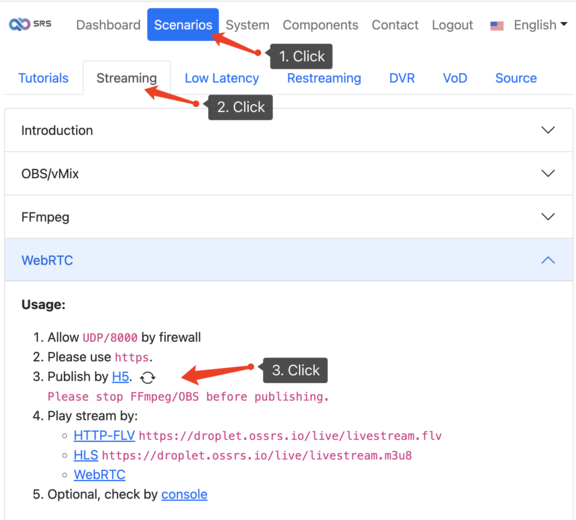 SRS Dashboard Scenarios System Components Contact Logout English
1. Click
Tutorials Streaming Low Latency Restreaming DVR VoD Source
2. Click
Introduction
OBS/vMix
FFmpeg
WebRTC
Usage:
1. Allow UDP/8000 by firewall
2. Please use https.
3. Publish by H5.
3. Click
Please stop FFmpeg/OBS before publishing.
4. Play stream by:
HTTP-FLV https://droplet.ossrs.io/live/livestream.flv
HLS https://droplet.ossrs.io/live/livestream.m3u8
WebRTC
5. Optional, check by console